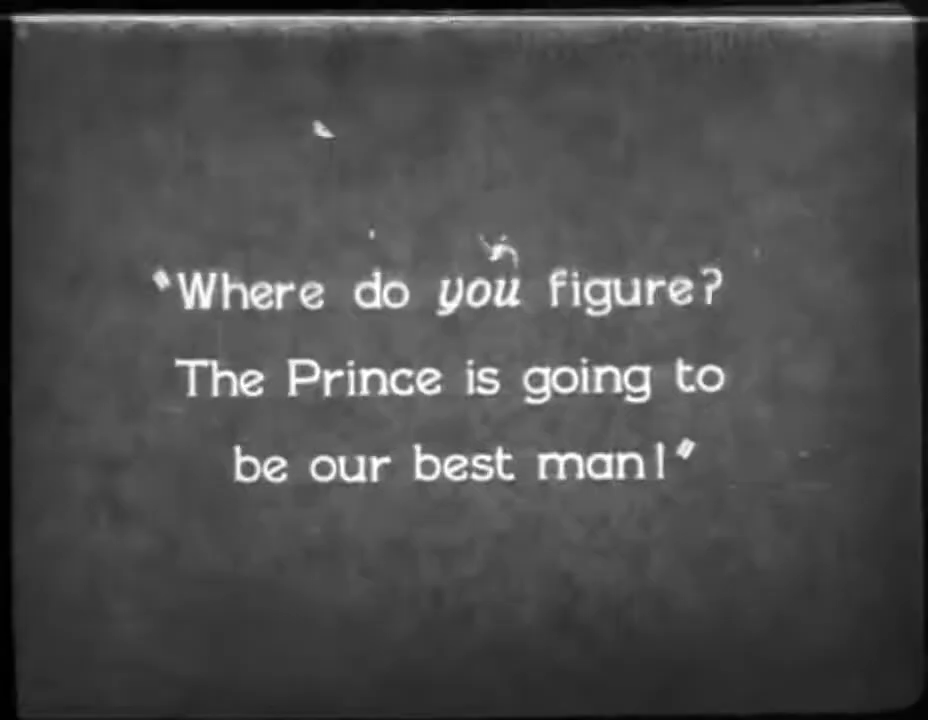 "Where do you figure?
The Prince is going to
be our best man!"